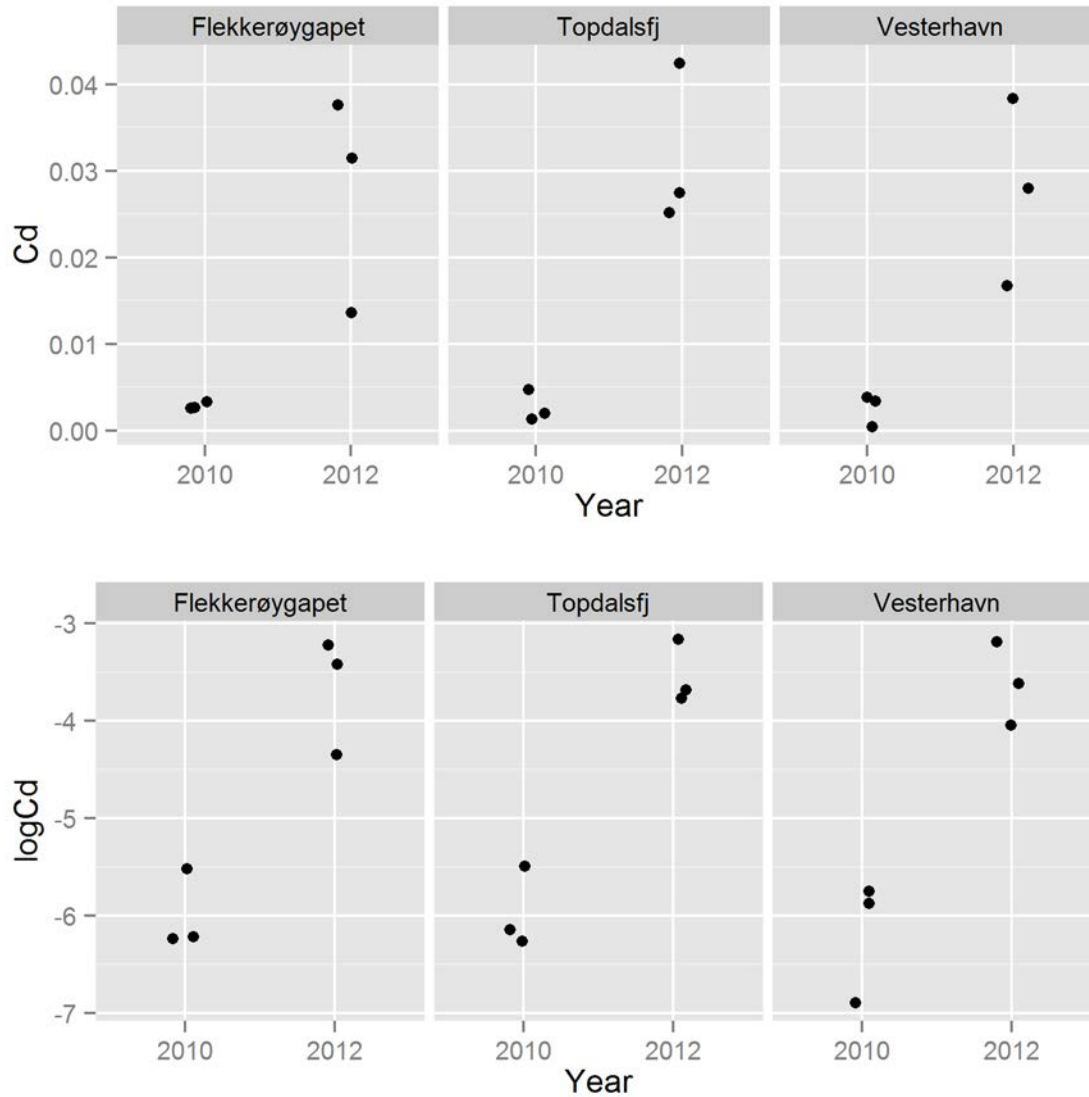 Flekkerøygapet Topdalsfj Vesterhavn
0.04
0.03
Cd
0.02
0.01
0.00
2010 2012 2010 2012 2010 2012
Year
Flekkerøygapet Topdalsfj Vesterhavn
-3
-4
logCd
-5
-6
-7
2010 2012 2010 2012 2010 2012
Year